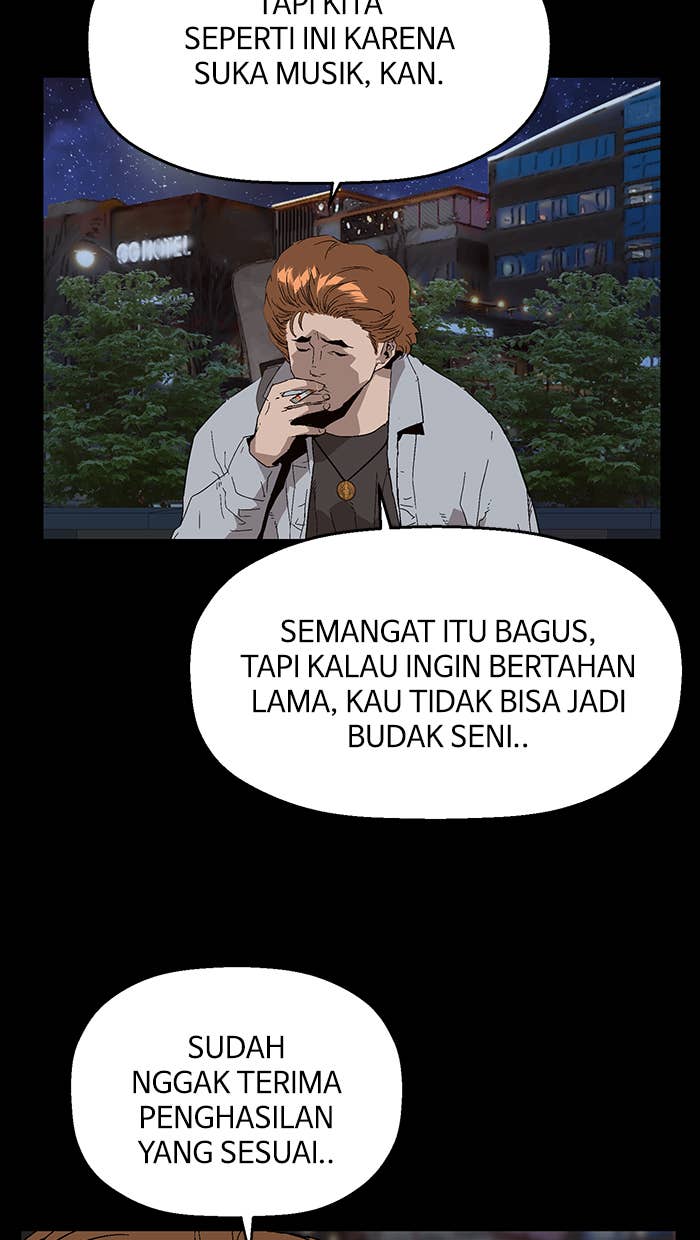 TAPI KITA
SEPERTI INI KARENA
SUKA MUSIK, KAN.
HOTEL
SEMANGAT ITU BAGUS,
TAPI KALAU INGIN BERTAHAN
LAMA, KAU TIDAK BISA JADI
BUDAK SENI..
SUDAH
NGGAK TERIMA
PENGHASILAN
YANG SESUAI..